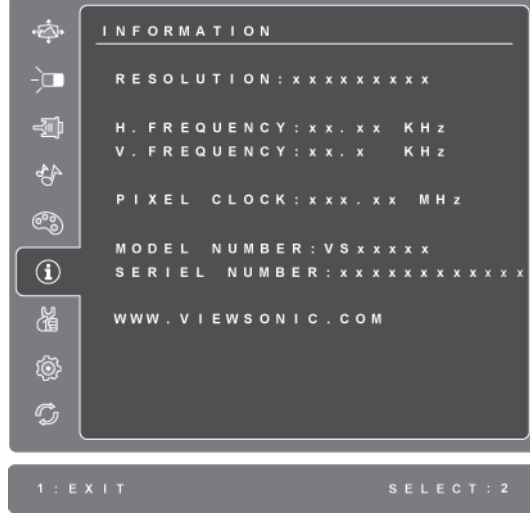 INFORMATION
RESOLUTION:xxxxxxxxx
H.FREQUENCY:xx.xx KHz
V.FREQUENCY:xx.x KHz
PIXEL CLOCK:xxx.xx MHz
MODEL NUMBER:VSxxxxx
SERIEL NUMBER:xxxxxxxxxxxx
WWW.VIEWSONIC.COM
1:EXIT SELECT:2